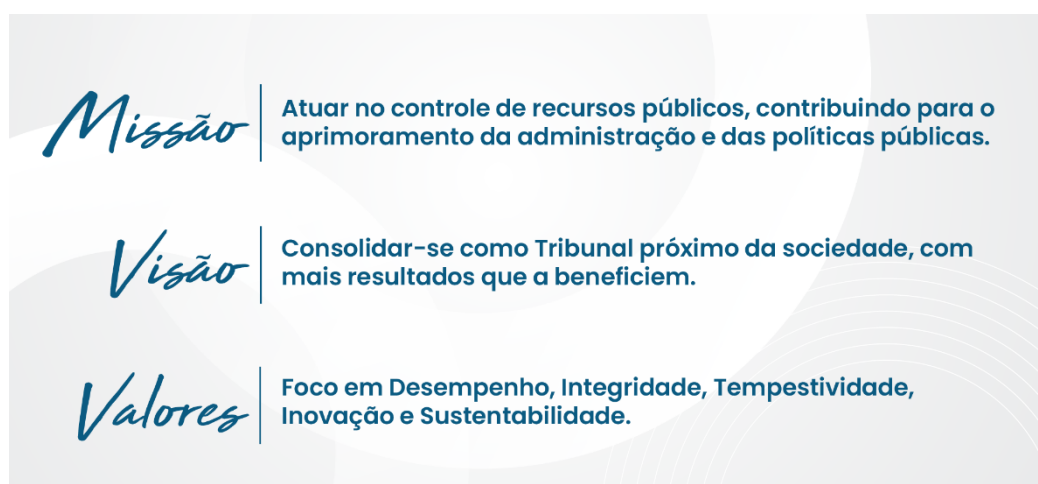 Missão
Atuar no controle de recursos públicos, contribuindo para o
aprimoramento da administração e das políticas públicas.
Visão
Consolidar-se como Tribunal próximo da sociedade, com
mais resultados que a beneficiem.
Valores
Foco em Desempenho, Integridade, Tempestividade,
Inovação e Sustentabilidade.